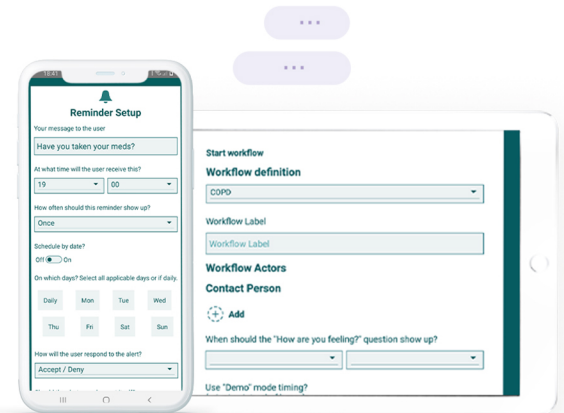 18:41
Reminder Setup
Your message to the user
Have you taken your meds?
At what time will the user receive this?
19 00
How often should this reminder show up?
Once
Schedule by date?
Off On
On which days? Select all applicable days or if daily.
Daily Mon Tue Wed
Thu Fri Sat Sun
How will the user respond to the alert?
Accept / Deny
Start workflow
Workflow definition
COPD
Workflow Label
Workflow Label
Workflow Actors
Contact Person
Add
When should the "How are you feeling?" question show up?
Use "Demo" mode timing?